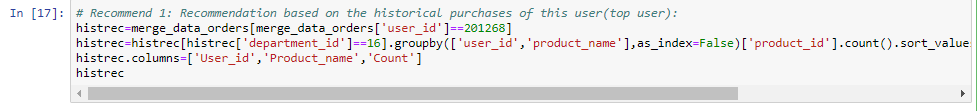 In [17]: # Recommend 1: Recommendation based on the historical purchases of this user(top user):
histrec=merge_data_orders[merge_data_orders['user_id']==201268]
histrec=histrec[histrec['department_id']==16].groupby(['user_id','product_name'],as_index=False)['product_id'].count().sort_value
histrec.columns=['User_id','Product_name','Count']
histrec